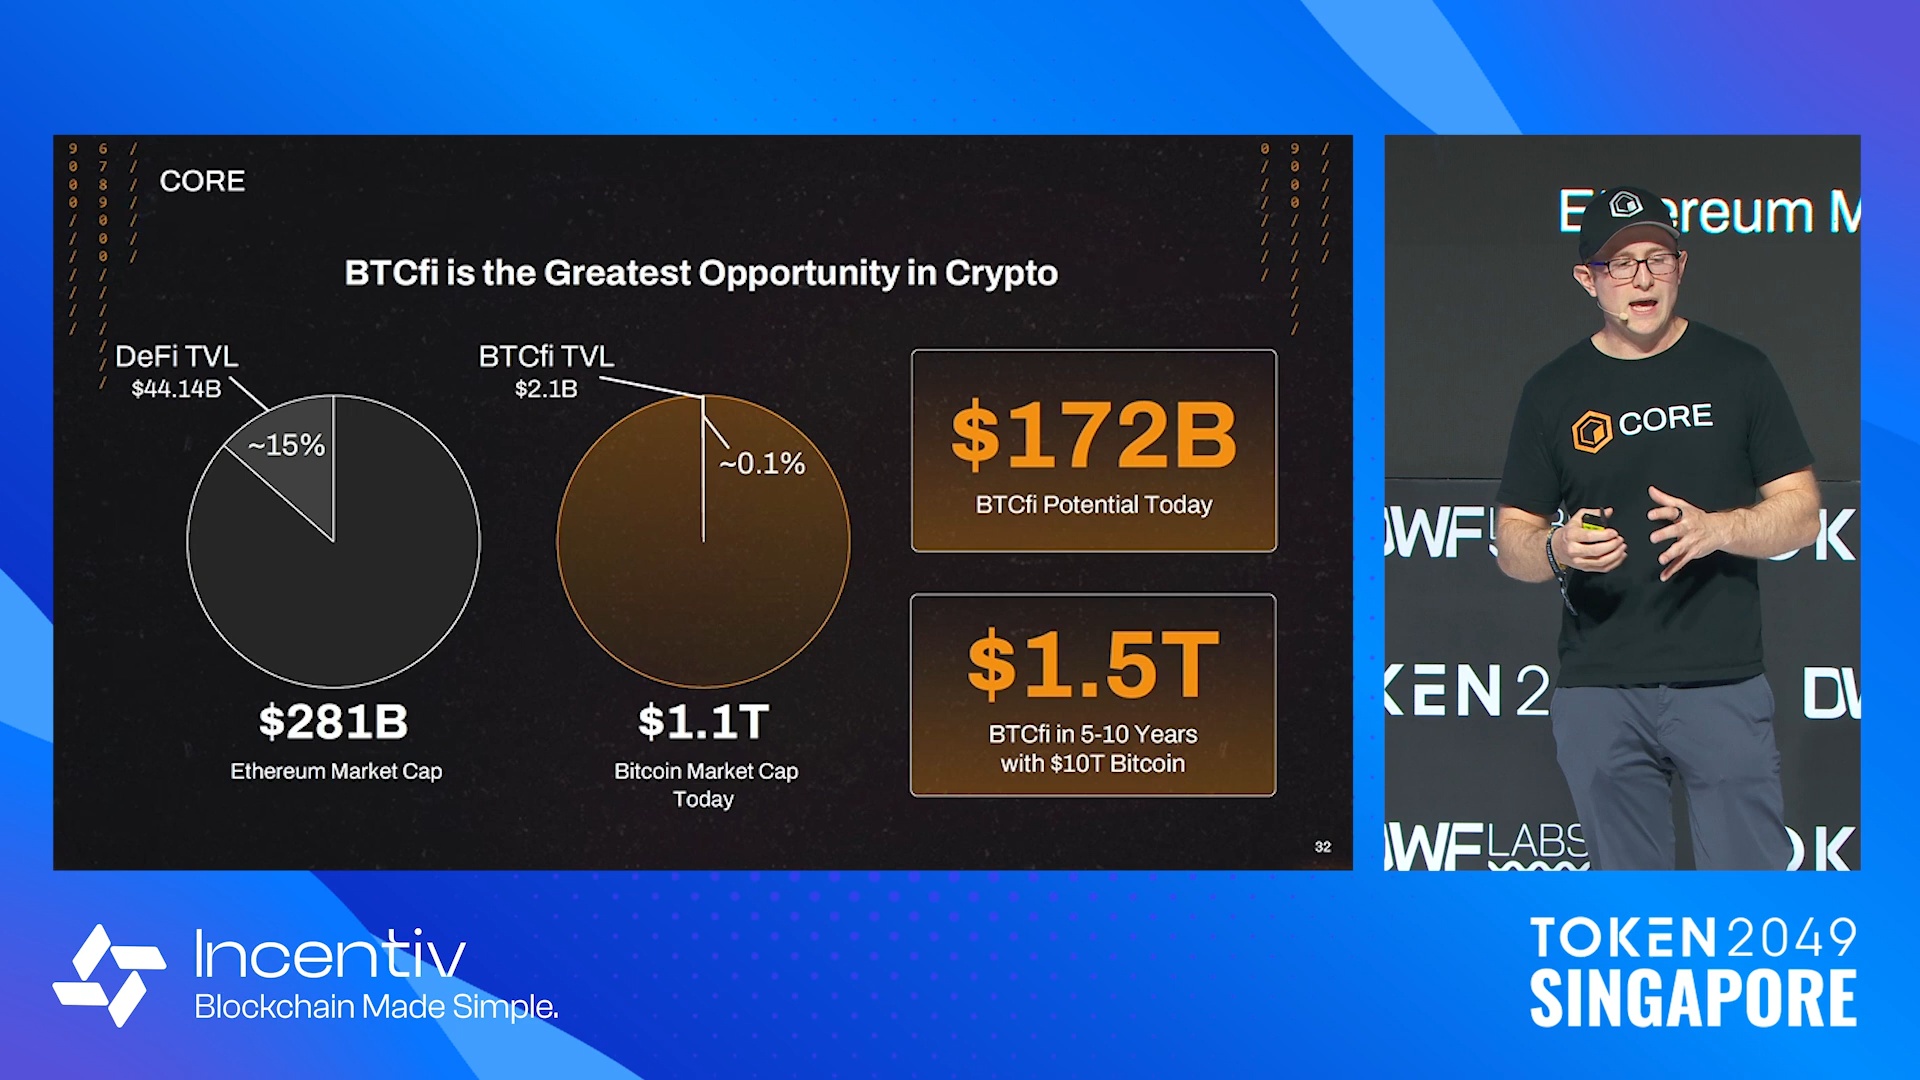 CORE
BTCfi is the Greatest Opportunity in Crypto
DeFi TVL
$44.14B
~15%
$281B
Ethereum Market Cap
BTCfi TVL
$2.1B
~0.1%
$1.1T
Bitcoin Market Cap
Today
$172B
BTCfi Potential Today
$1.5T
BTCfi in 5-10 Years
with $10T Bitcoin
32
CORE
DWF LABS
Incentiv
Blockchain Made Simple.
TOKEN2049
SINGAPORE